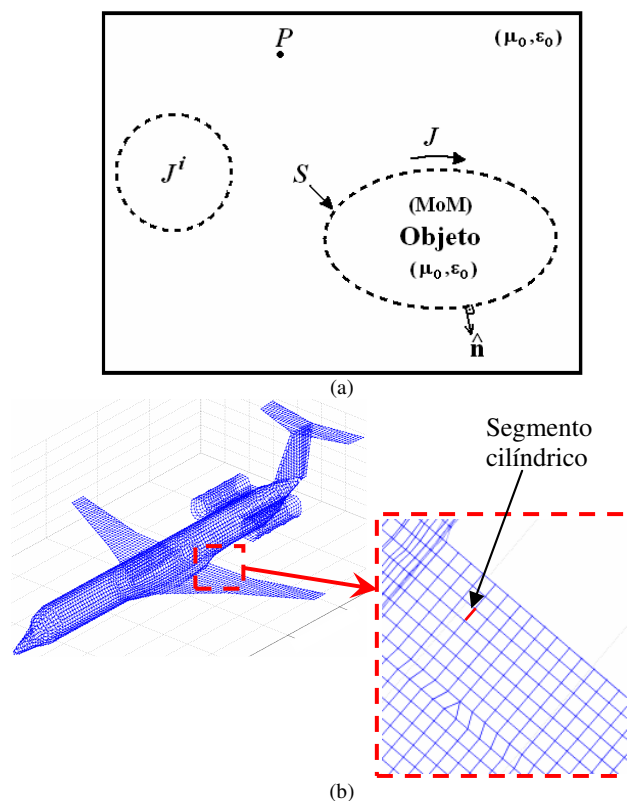 P
(μ₀,ε₀)
Jⁱ
J
S
(MoM)
Objeto
(μ₀,ε₀)
n̂
(a)
Segmento
cilíndrico
(b)